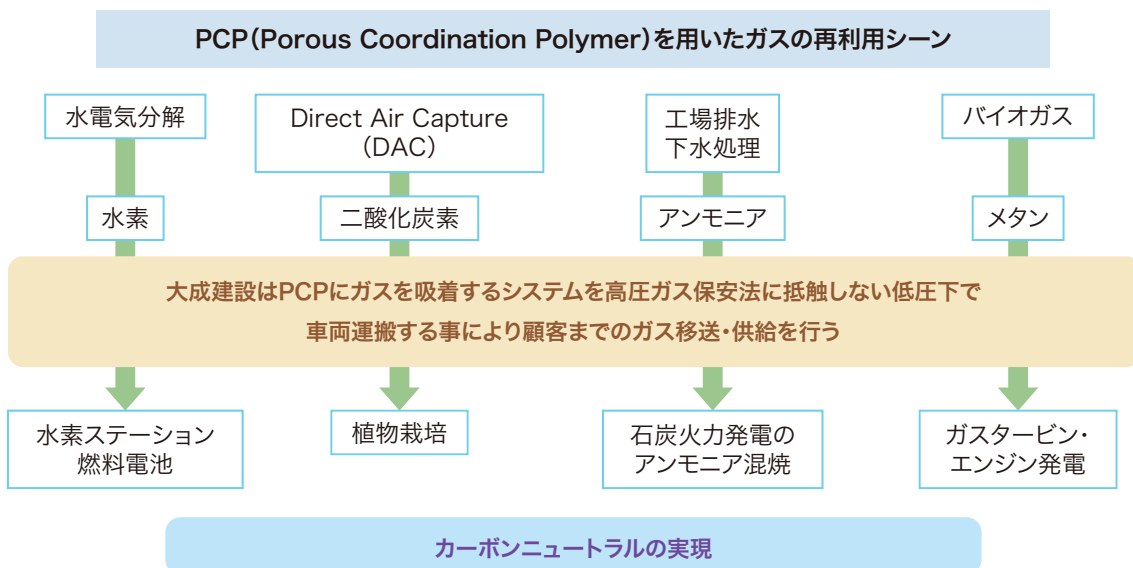 PCP(Porous Coordination Polymer)を用いたガスの再利用シーン
水電気分解
Direct Air Capture
(DAC)
工場排水
下水処理
バイオガス
水素
二酸化炭素
アンモニア
メタン
大成建設はPCPにガスを吸着するシステムを高圧ガス保安法に抵触しない低圧下で
車両運搬する事により顧客までのガス移送・供給を行う
水素ステーション
燃料電池
植物栽培
石炭火力発電の
アンモニア混焼
ガスタービン・
エンジン発電
カーボンニュートラルの実現